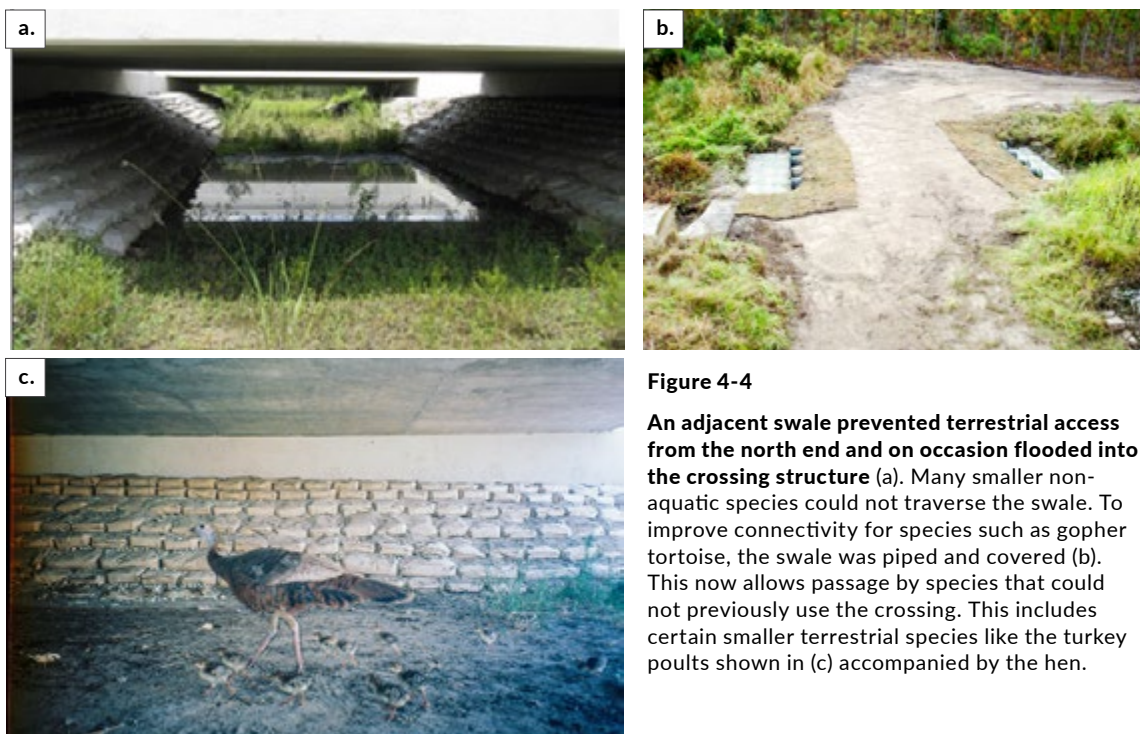 a.
b.
c.
Figure 4-4
An adjacent swale prevented terrestrial access
from the north end and on occasion flooded into
the crossing structure (a). Many smaller non-
aquatic species could not traverse the swale. To
improve connectivity for species such as gopher
tortoise, the swale was piped and covered (b).
This now allows passage by species that could
not previously use the crossing. This includes
certain smaller terrestrial species like the turkey
poults shown in (c) accompanied by the hen.